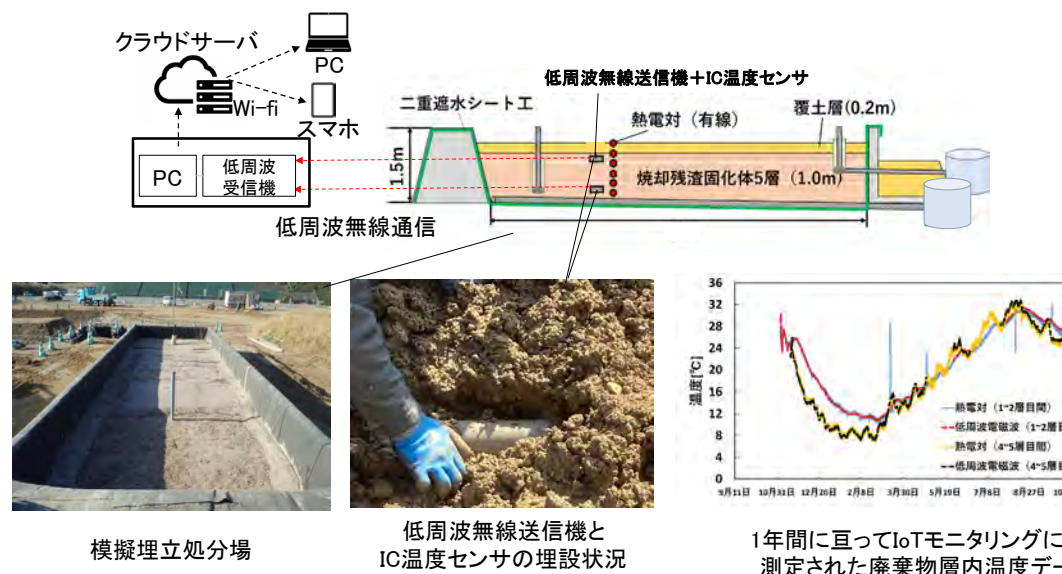 クラウドサーバ
PC
Wi-fi
スマホ
PC
低周波
受信機
低周波無線通信
低周波無線送信機+IC温度センサ
二重遮水シート工
熱電対（有線）
覆土層(0.2m)
1.5m
焼却残渣固化体5層（1.0m）
模擬埋立処分場
低周波無線送信機と
IC温度センサの埋設状況
温度[℃]
36
32
28
24
20
16
12
8
4
0
熱電対（1~2層目間）
低周波電磁波（1~2層目
熱電対（4~5層目間）
低周波電磁波（4~5層目
9月11日 10月31日 12月20日 2月8日 3月30日 5月19日 7月8日 8月27日 10
1年間に亘ってIoTモニタリングに
測定された廃棄物層内温度デー